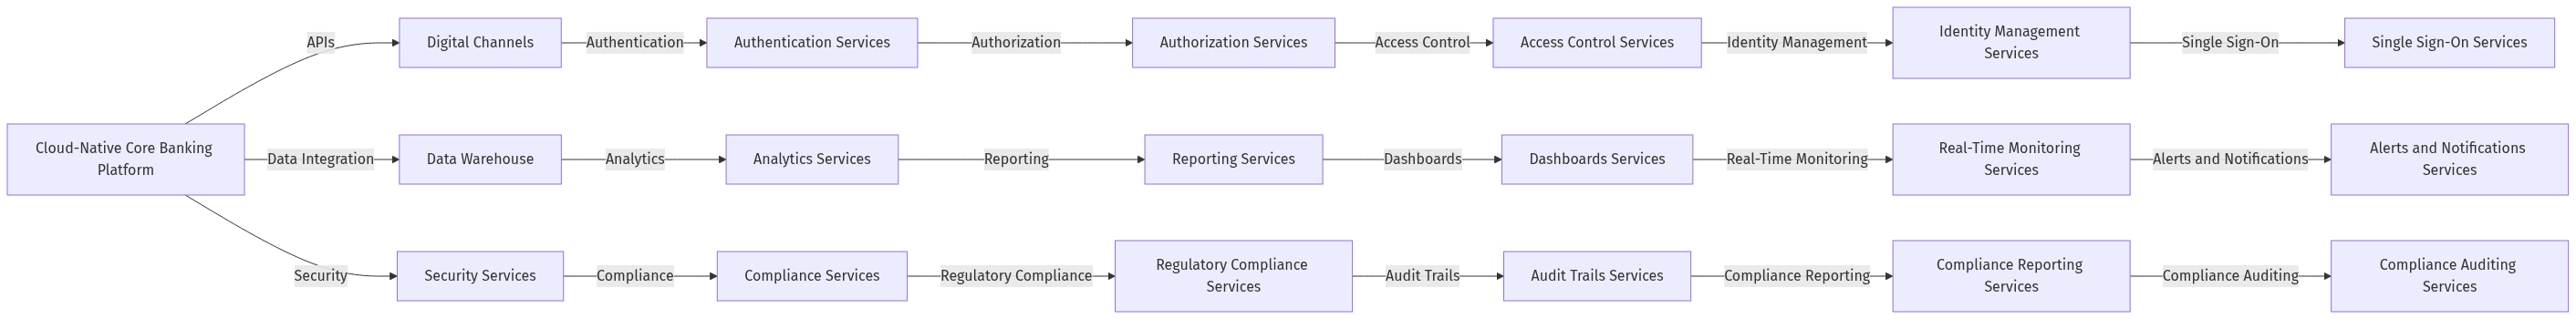 APIs
Digital Channels
Authentication
Authentication Services
Authorization
Authorization Services
Access Control
Access Control Services
Identity Management
Identity Management
Services
Single Sign-On
Single Sign-On Services
Cloud-Native Core Banking
Platform
Data Integration
Data Warehouse
Analytics
Analytics Services
Reporting
Reporting Services
Dashboards
Dashboards Services
Real-Time Monitoring
Real-Time Monitoring
Services
Alerts and Notifications
Alerts and Notifications
Services
Security
Security Services
Compliance
Compliance Services
Regulatory Compliance
Regulatory Compliance
Services
Audit Trails
Audit Trails Services
Compliance Reporting
Compliance Reporting
Services
Compliance Auditing
Compliance Auditing
Services